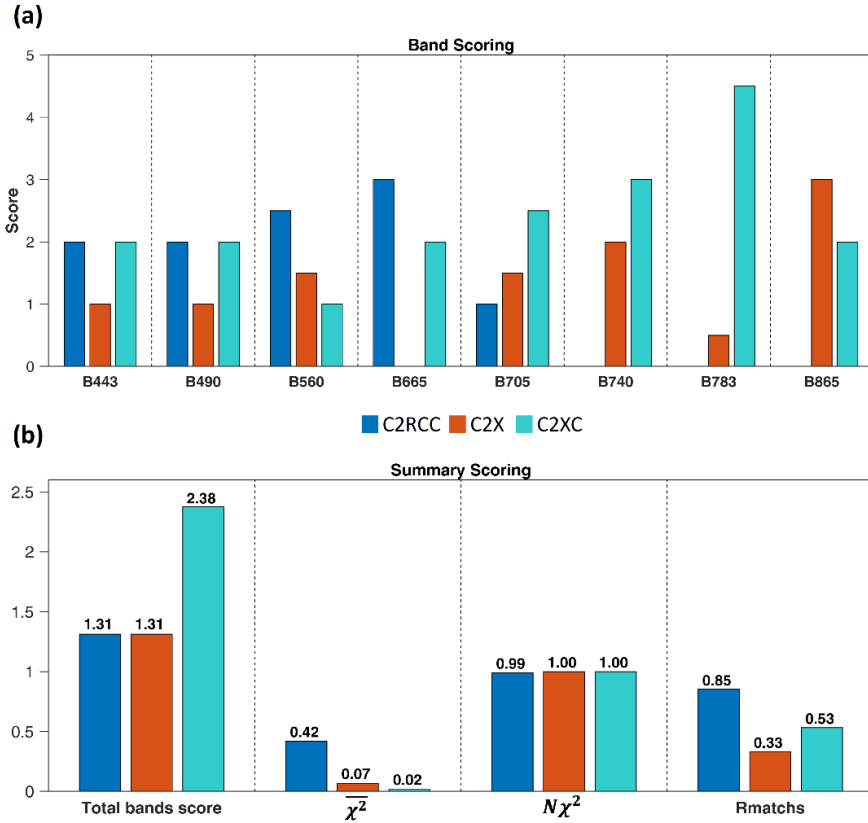 (a)
Band Scoring
Score
5
4
3
2
1
0
B443 B490 B560 B665 B705 B740 B783 B865
C2RCC C2X C2XC
(b)
Summary Scoring
2.5
2
1.5
1
0.5
0
1.31 1.31 2.38
0.42 0.07 0.02
0.99 1.00 1.00
0.85 0.33 0.53
Total bands score χ̅² Nχ² Rmatchs